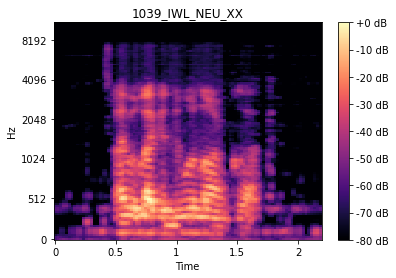 1039_IWL_NEU_XX
+0 dB
8192
-10 dB
4096
-20 dB
-30 dB
2048
Hz
-40 dB
1024
-50 dB
512
-60 dB
-70 dB
0
-80 dB
0 0.5 1 1.5 2
Time